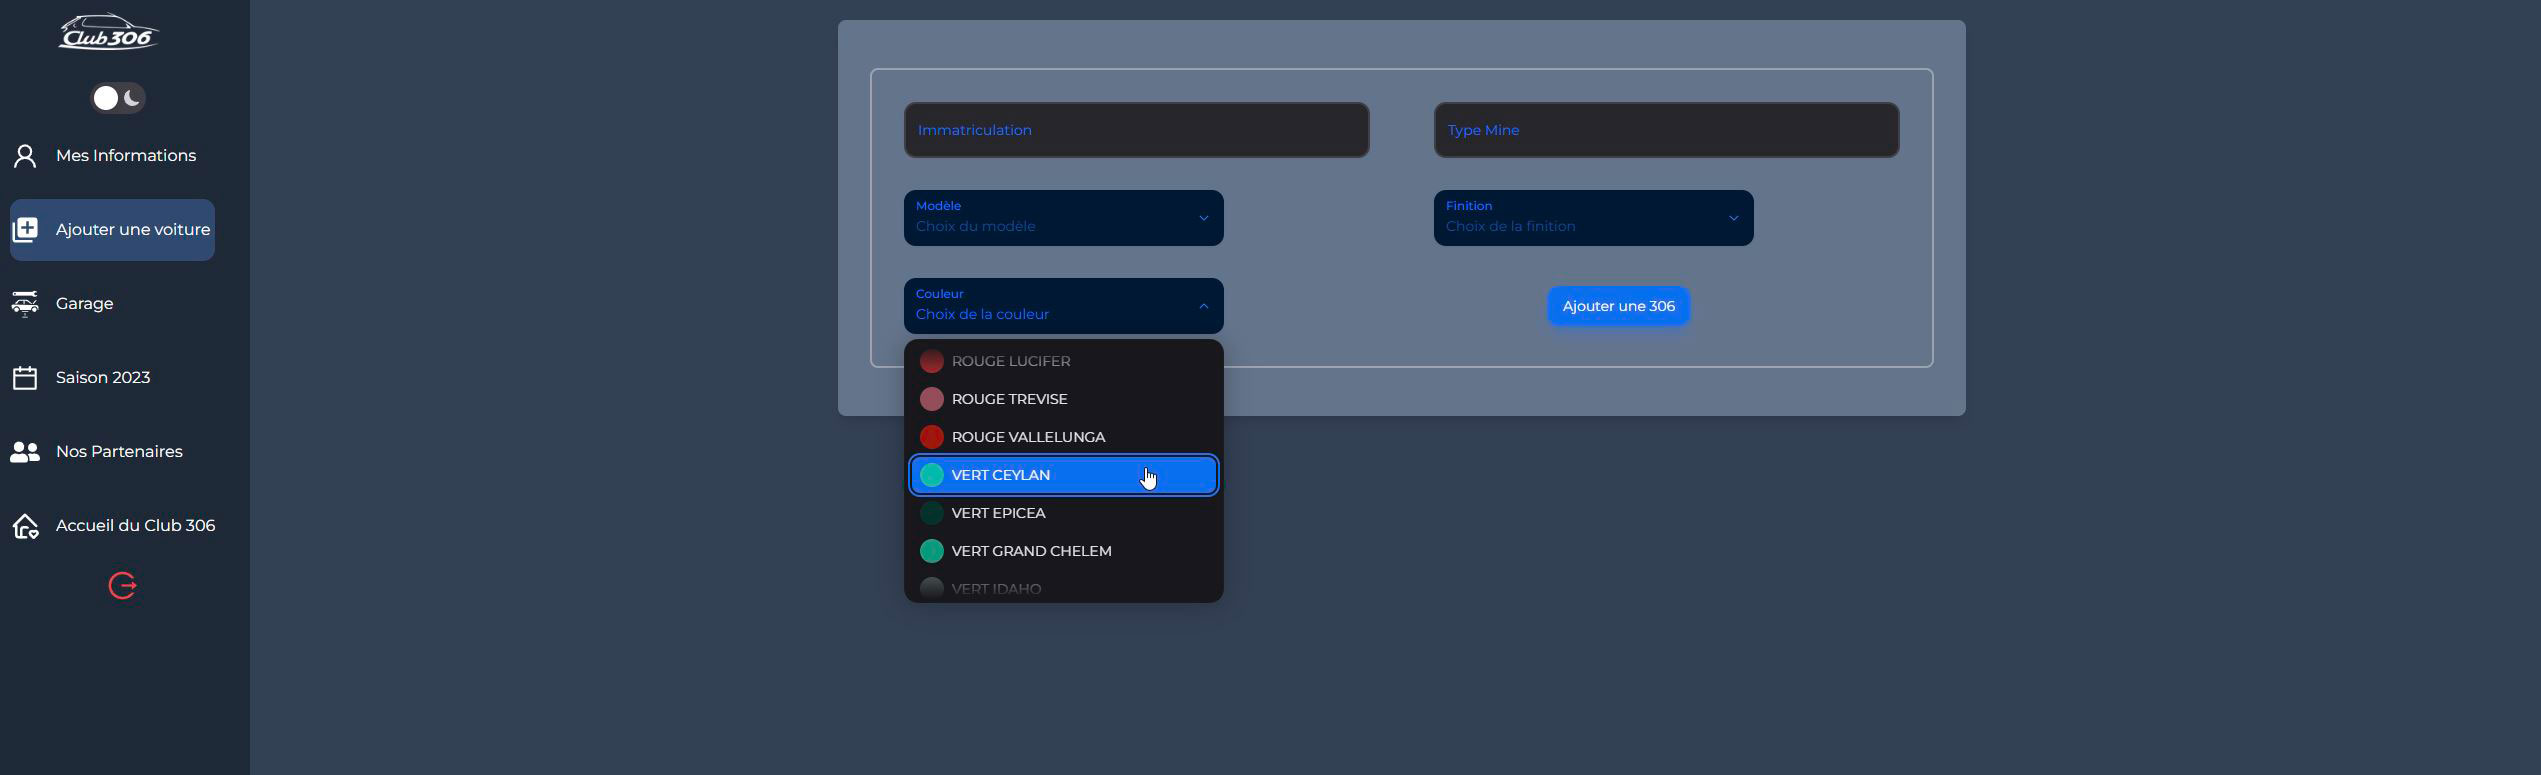 Club 306
Mes Informations
Ajouter une voiture
Garage
Saison 2023
Nos Partenaires
Accueil du Club 306
Immatriculation
Type Mine
Modèle
Choix du modèle
Finition
Choix de la finition
Couleur
Choix de la couleur
Ajouter une 306
ROUGE LUCIFER
ROUGE TREVISE
ROUGE VALLELUNGA
VERT CEYLAN
VERT EPICEA
VERT GRAND CHELEM
VERT IDAHO